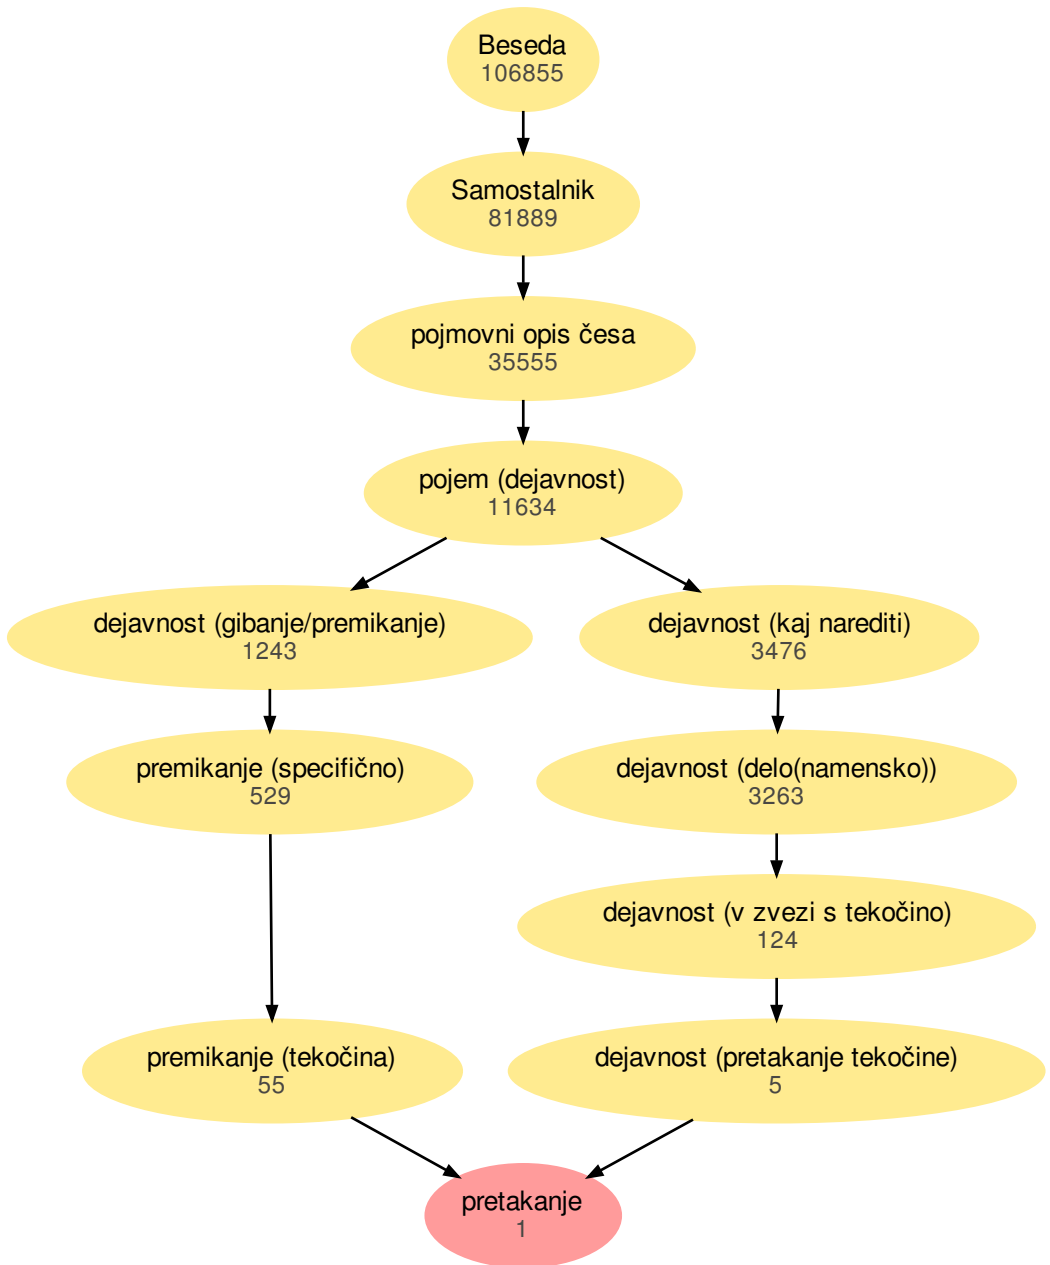 Beseda
106855
Samostalnik
81889
pojmovni opis česa
35555
pojem (dejavnost)
11634
dejavnost (gibanje/premikanje)
1243
dejavnost (kaj narediti)
3476
premikanje (specifično)
529
dejavnost (delo(namensko))
3263
dejavnost (v zvezi s tekočino)
124
premikanje (tekočina)
55
dejavnost (pretakanje tekočine)
5
pretakanje
1